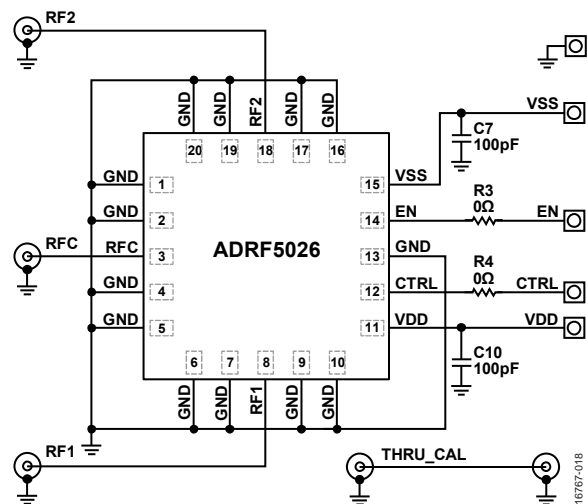 RF2
GND
GND
RF2
GND
GND
20
19
18
17
16
VSS
C7
100pF
GND
1
15
VSS
R3
0Ω
GND
2
14
EN
EN
RFC
RFC
3
ADRF5026
13
GND
R4
0Ω
GND
4
12
CTRL
CTRL
GND
5
11
VDD
VDD
C10
100pF
6
7
8
9
10
GND
GND
RF1
GND
GND
RF1
THRU_CAL
16767-018